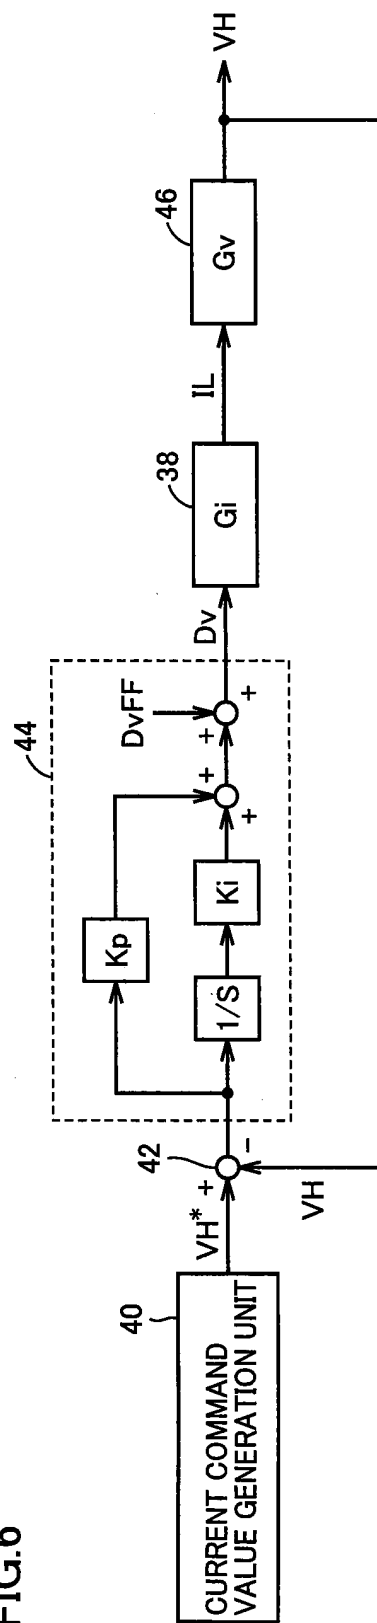 FIG.6
40
CURRENT COMMAND
VALUE GENERATION UNIT
VH*
+
42
−
VH
44
Kp
1/S
Ki
+
+
DvFF
+
+
Dv
38
Gi
IL
46
Gv
VH